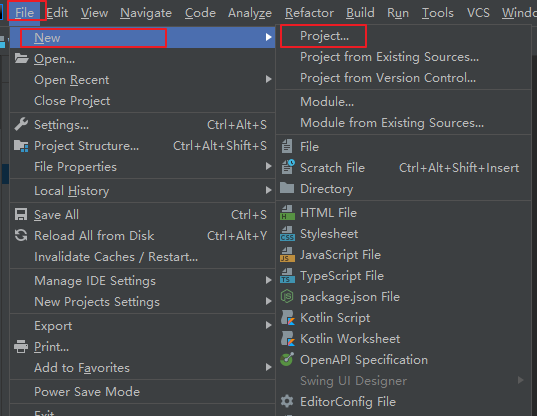 File Edit View Navigate Code Analyze Refactor Build Run Tools VCS
New
Open...
Open Recent
Close Project
Settings... Ctrl+Alt+S
Project Structure... Ctrl+Alt+Shift+S
File Properties
Local History
Save All Ctrl+S
Reload All from Disk Ctrl+Alt+Y
Invalidate Caches / Restart...
Manage IDE Settings
New Projects Settings
Export
Print...
Add to Favorites
Power Save Mode
Exit
Project...
Project from Existing Sources...
Project from Version Control...
Module...
Module from Existing Sources...
File
Scratch File Ctrl+Alt+Shift+Insert
Directory
HTML File
Stylesheet
JavaScript File
TypeScript File
package.json File
Kotlin Script
Kotlin Worksheet
OpenAPI Specification
Swing UI Designer
EditorConfig File